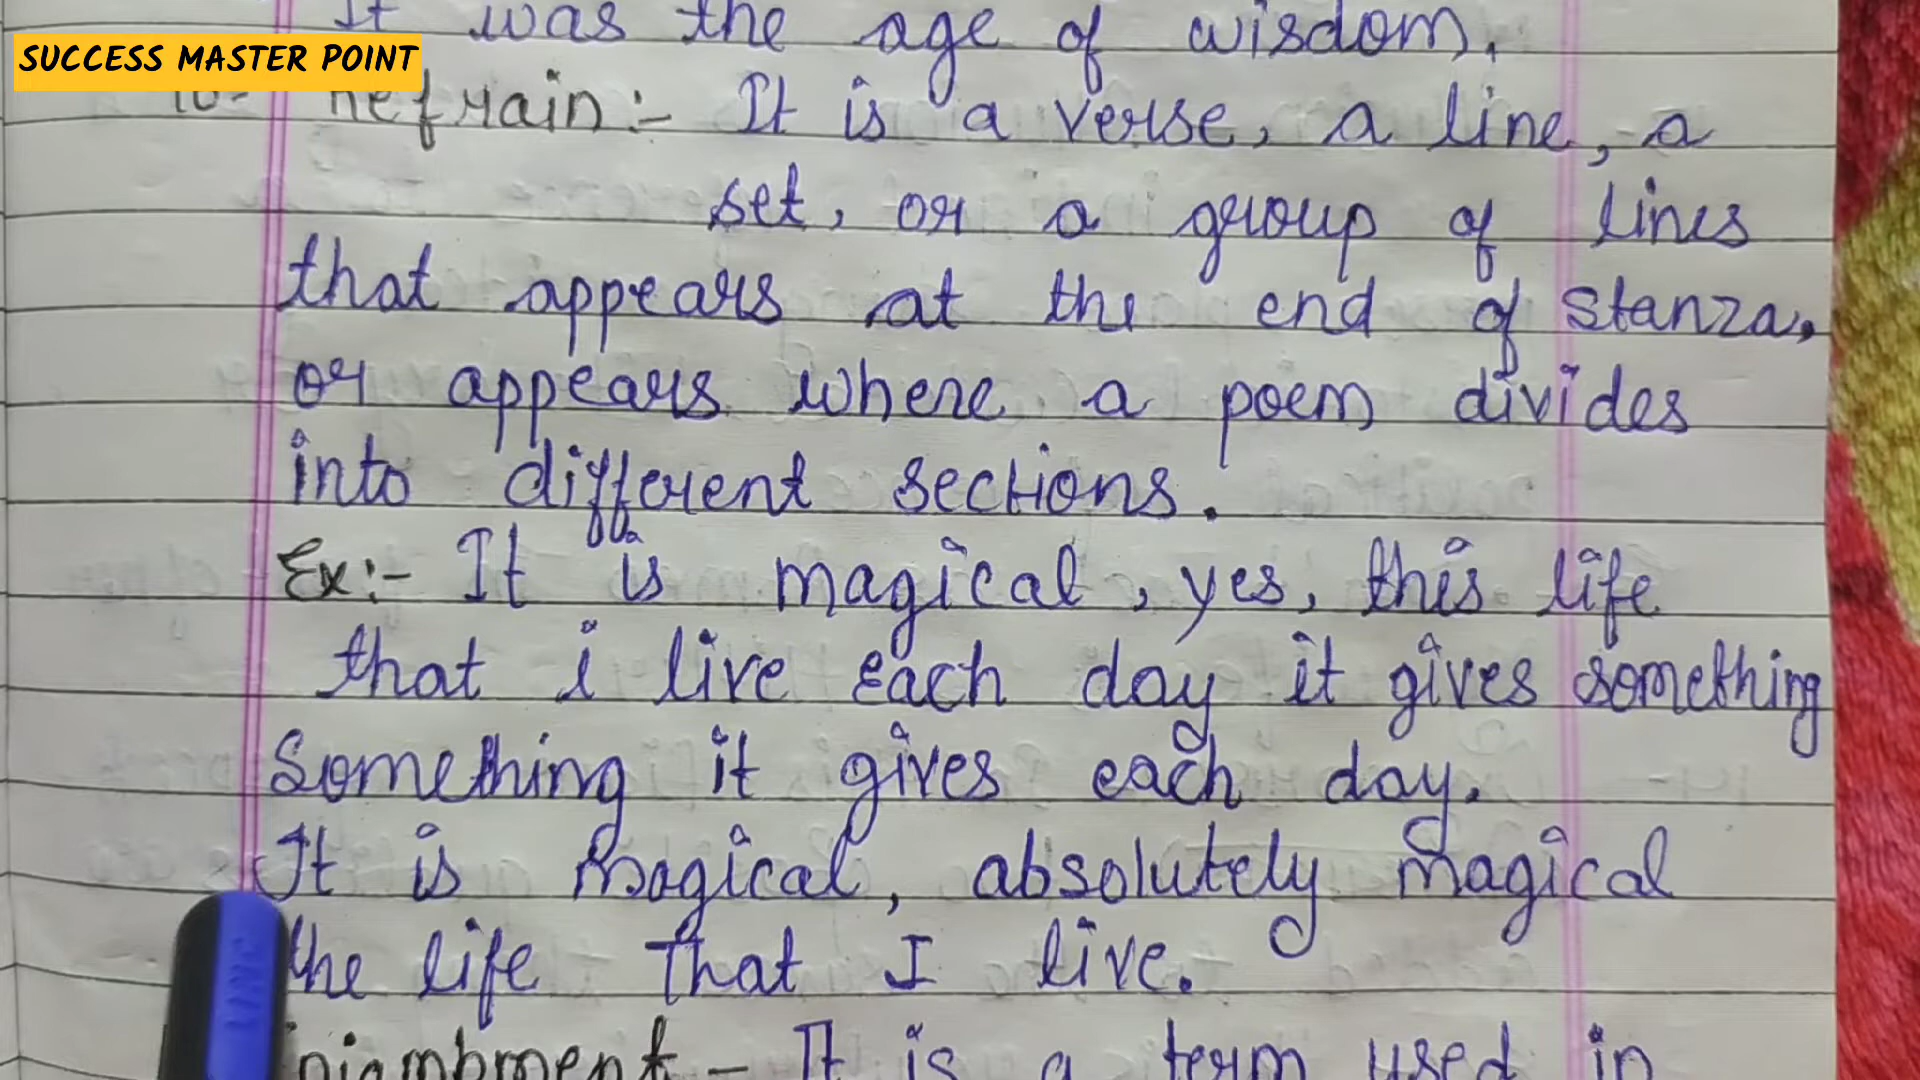 It was the age of wisdom.
SUCCESS MASTER POINT
10- Refrain:- It is a verse, a line, a
set, or a group of lines
that appears at the end of stanza,
or appears where a poem divides
into different sections.
Ex:- It is magical, yes, this life
that i live each day it gives something
Something it gives each day.
It is magical, absolutely magical
the life that I live.
njambment - It is a term used in